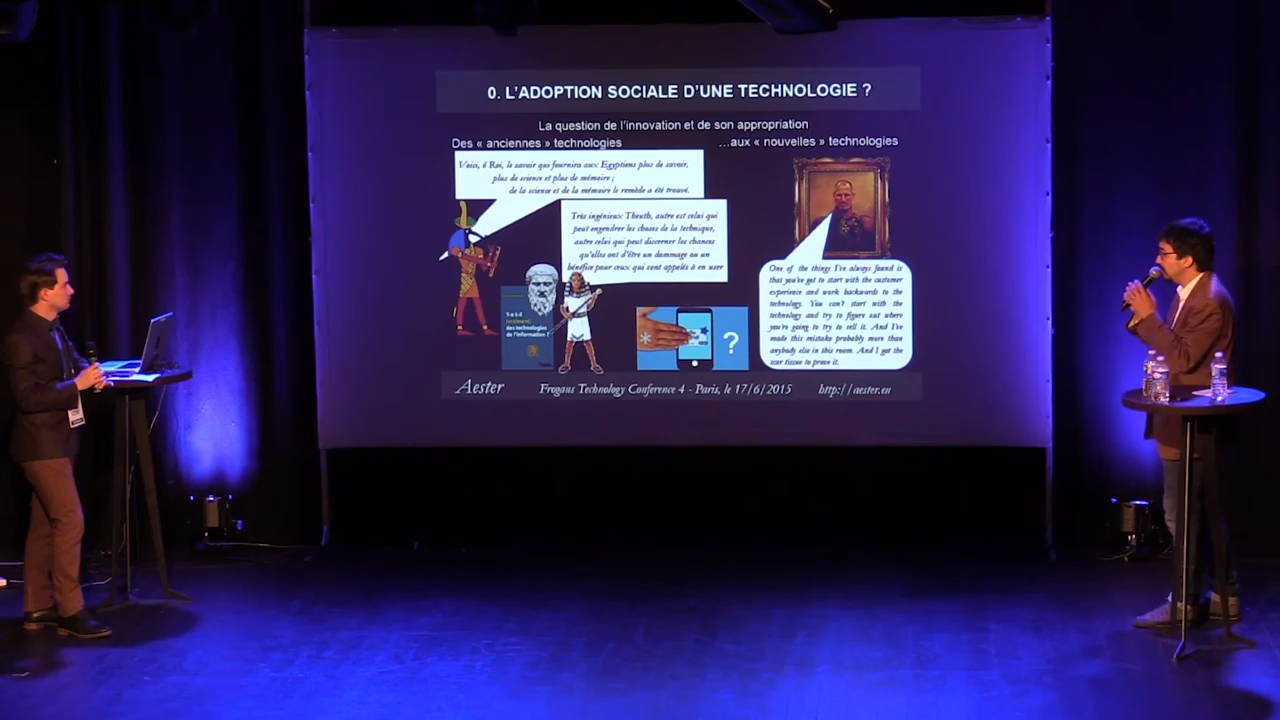 0. L'ADOPTION SOCIALE D'UNE TECHNOLOGIE ?
La question de l'innovation et de son appropriation
Des « anciennes » technologies
…aux « nouvelles » technologies
Voici, ô Roi, le savoir qui fournira aux Egyptiens plus de savoir,
plus de science et plus de mémoire ;
de la science et de la mémoire le remède a été trouvé.
Très ingénieux Theuth, autre est celui qui
peut engendrer les choses de la technique,
autre celui qui peut discerner les chances
qu'elles ont d'être un dommage ou un
bénéfice pour ceux qui sont appelés à en user
Y-a-t-il
(vraiment)
des technologies
de l'information ?
*
?
One of the things I've always found is
that you've got to start with the customer
experience and work backwards to the
technology. You can't start with the
technology and try to figure out where
you're going to try to sell it. And I've
made this mistake probably more than
anybody else in this room. And I got the
scar tissue to prove it.
Aester
Frogans Technology Conference 4 - Paris, le 17/6/2015
http://aester.eu